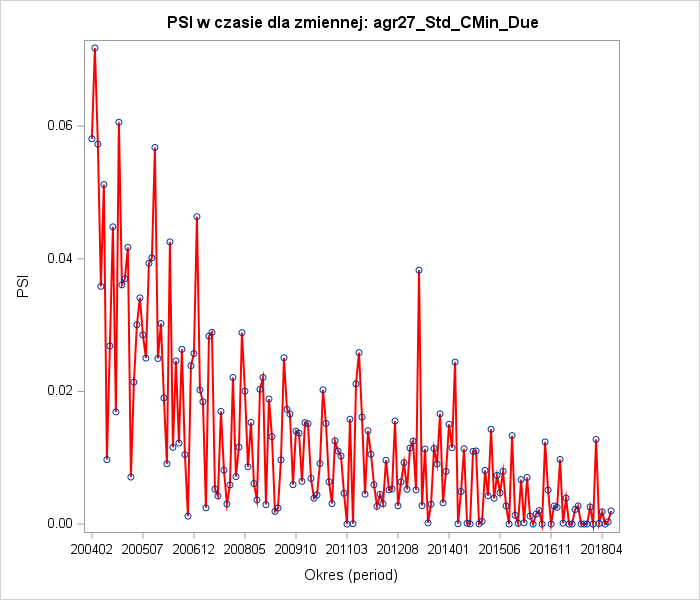 PSI w czasie dla zmiennej: agr27_Std_CMin_Due
0.06
0.04
0.02
0.00
PSI
200402 200507 200612 200805 200910 201103 201208 201401 201506 201611 201804
Okres (period)